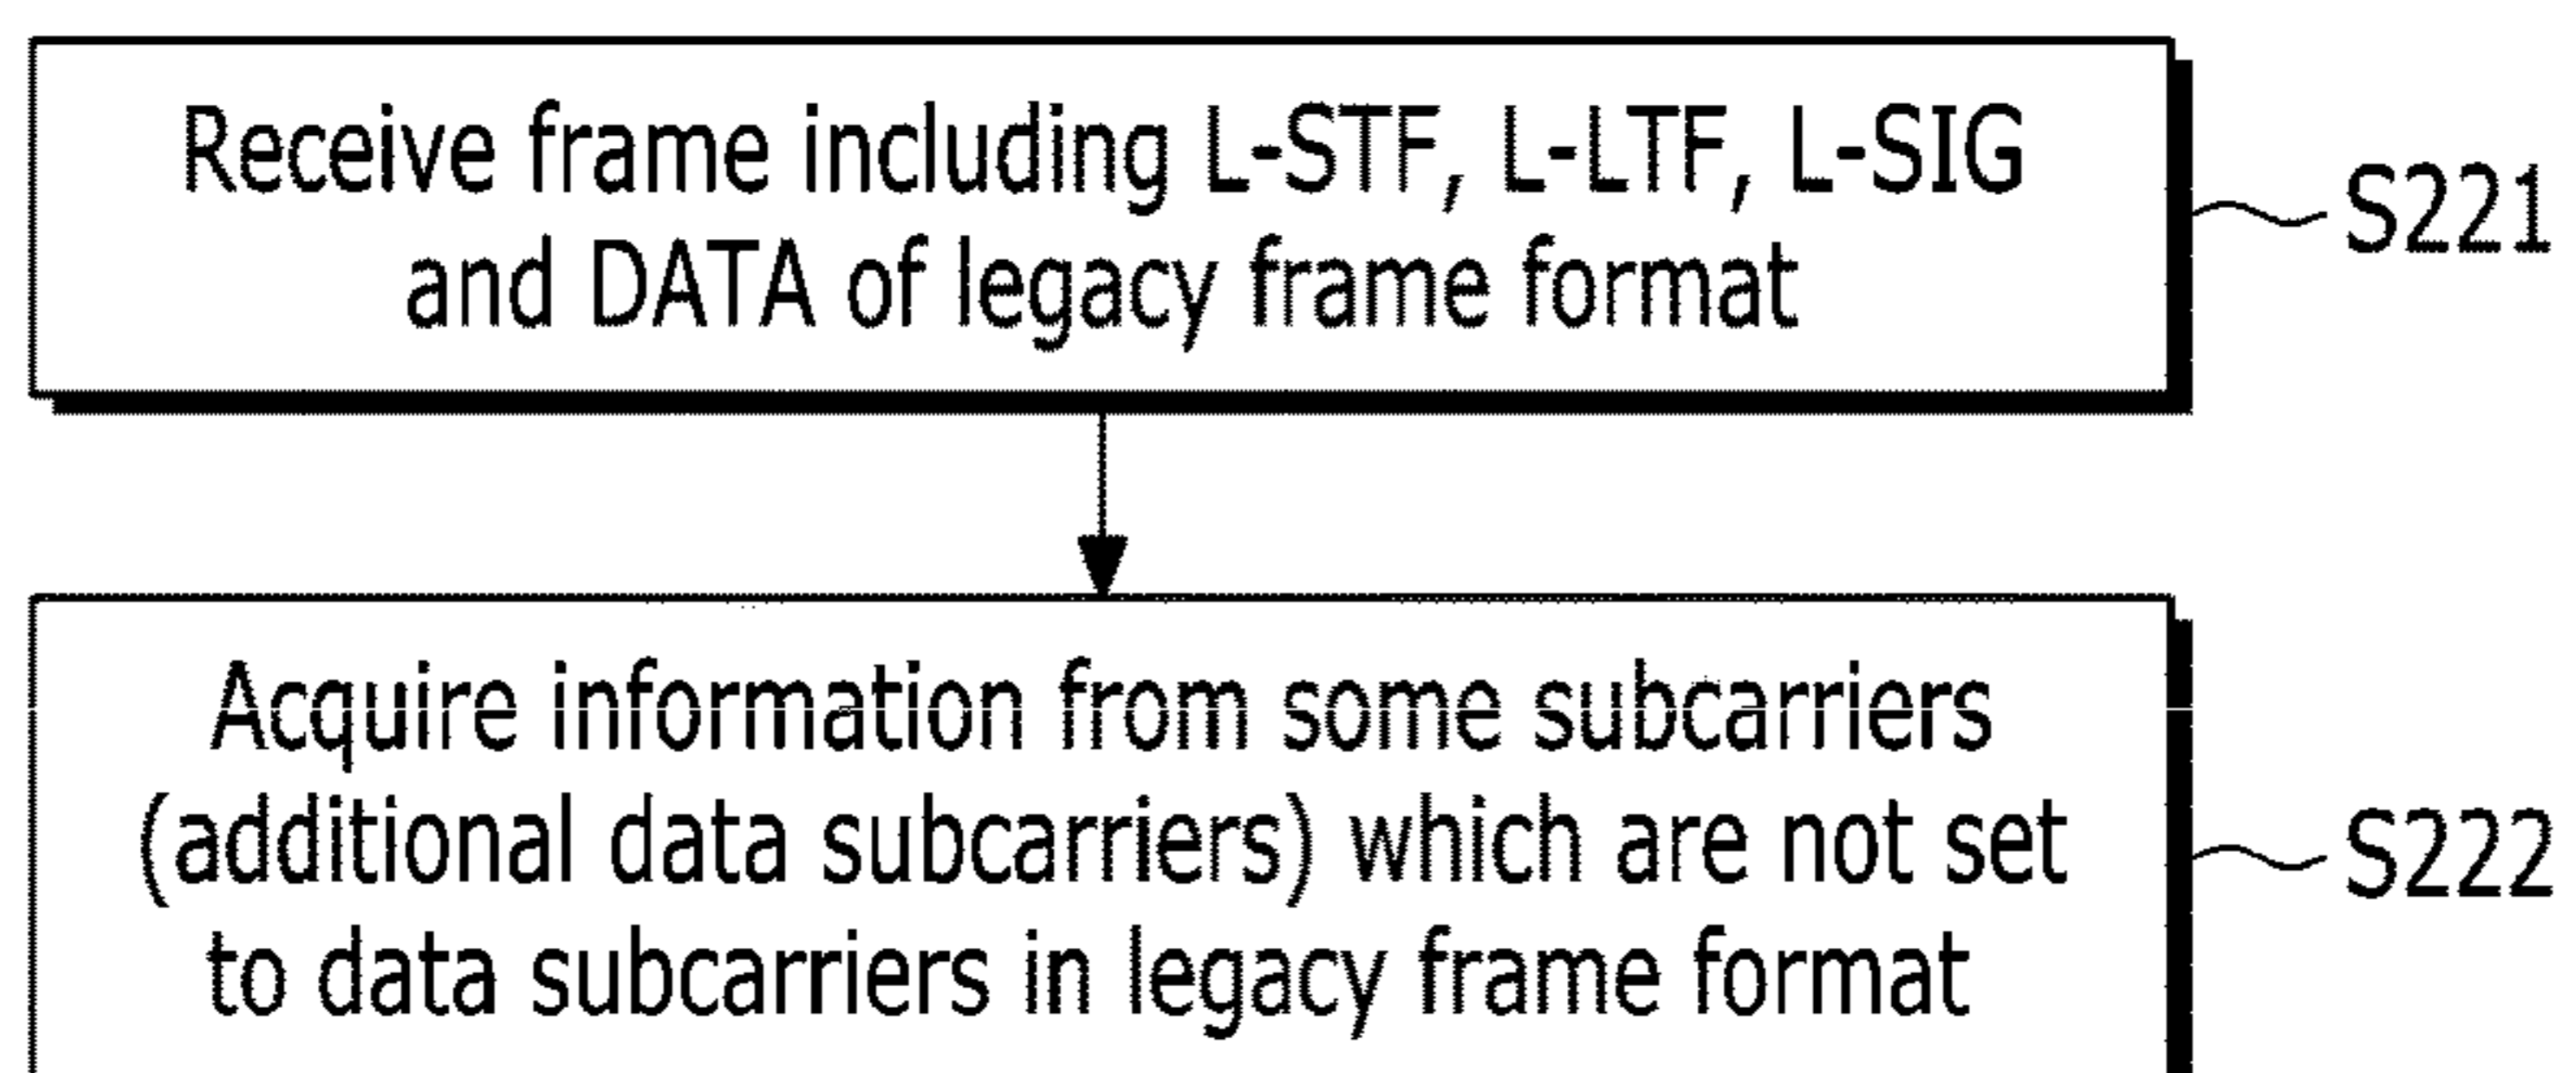 Receive frame including L-STF, L-LTF, L-SIG
and DATA of legacy frame format
S221
Acquire information from some subcarriers
(additional data subcarriers) which are not set
to data subcarriers in legacy frame format
S222